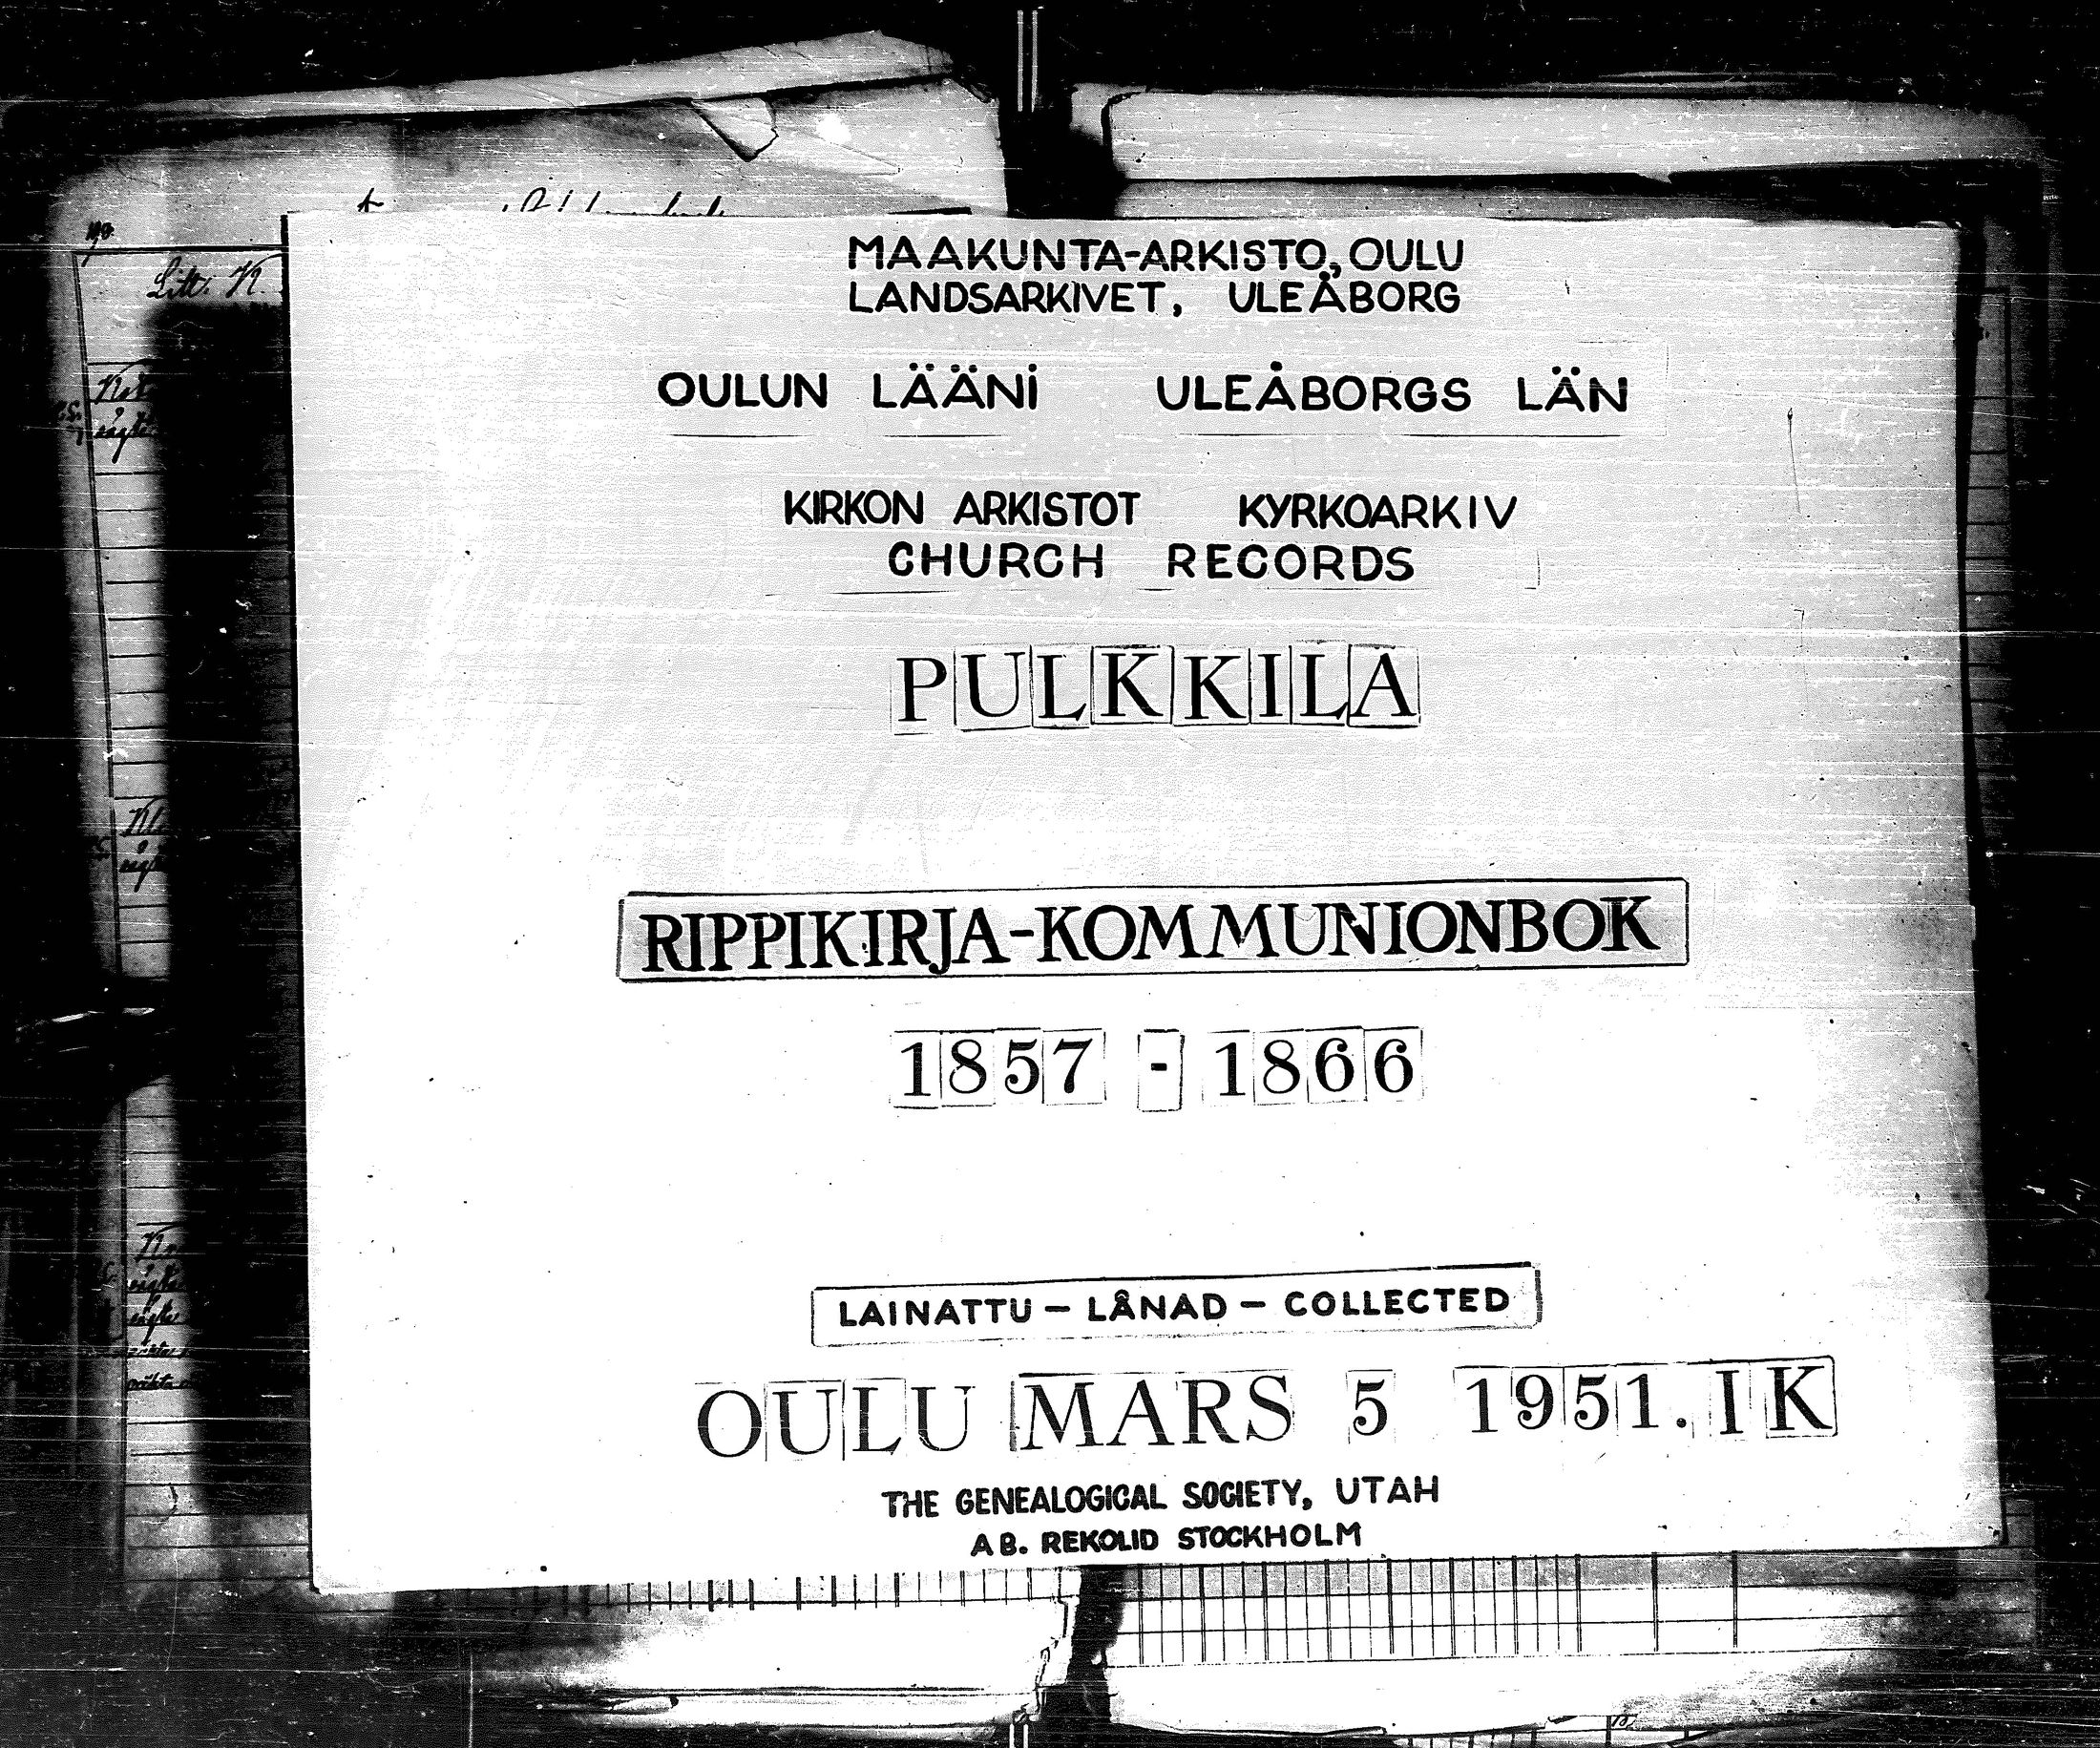 MAAKUNTA-ARKISTO, OULU
LANDSARKIVET, ULEÅBORG
OULUN LÄÄNI ULEÅBORGS LÄN
KIRKON ARKISTOT KYRKOARKIV
CHURCH RECORDS
PULKKILA
RIPPIKIRJA-KOMMUNIONBOK
1857 - 1866
LAINATTU - LÅNAD - COLLECTED
OULU MARS 5 1951. IK
THE GENEALOGICAL SOCIETY, UTAH
AB. REKOLID STOCKHOLM
Litt: N